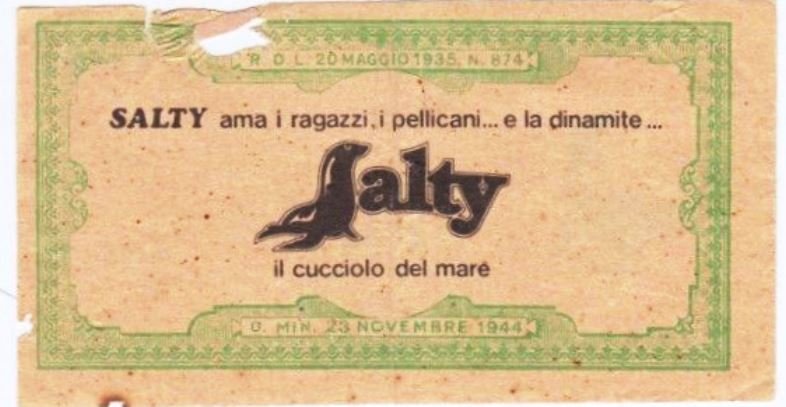 R. D. L. 20 MAGGIO 1935, N. 874
SALTY ama i ragazzi, i pellicani... e la dinamite...
Salty
il cucciolo del mare
D. MIN. 23 NOVEMBRE 1944